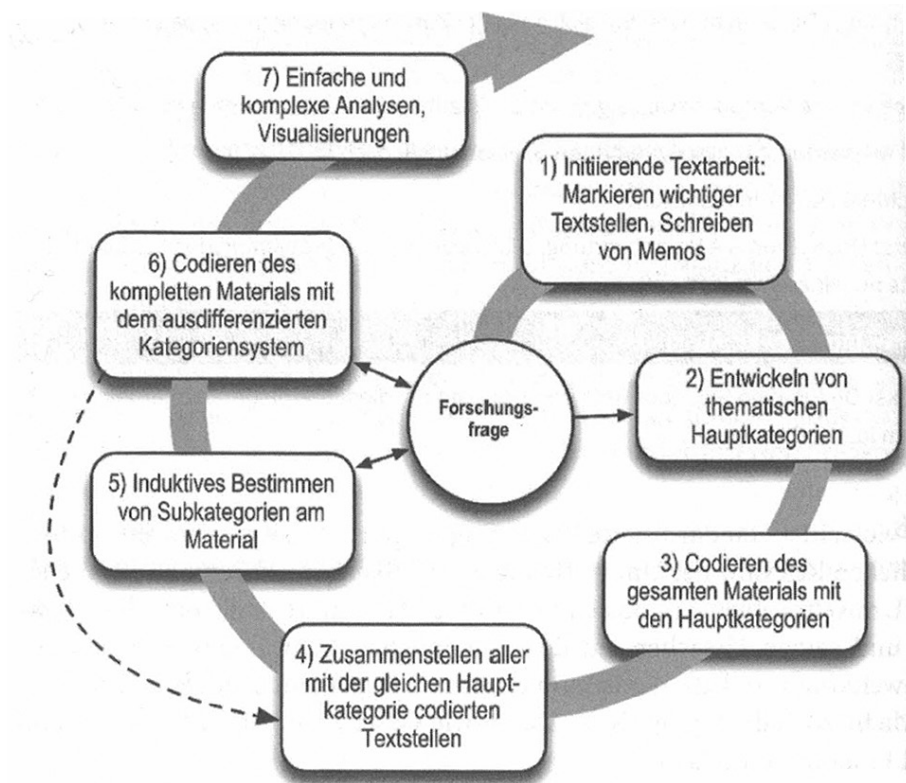 7) Einfache und
komplexe Analysen,
Visualisierungen
1) Initiierende Textarbeit:
Markieren wichtiger
Textstellen, Schreiben
von Memos
6) Codieren des
kompletten Materials mit
dem ausdifferenzierten
Kategoriensystem
Forschungs-
frage
2) Entwickeln von
thematischen
Hauptkategorien
5) Induktives Bestimmen
von Subkategorien am
Material
3) Codieren des
gesamten Materials mit
den Hauptkategorien
4) Zusammenstellen aller
mit der gleichen Haupt-
kategorie codierten
Textstellen